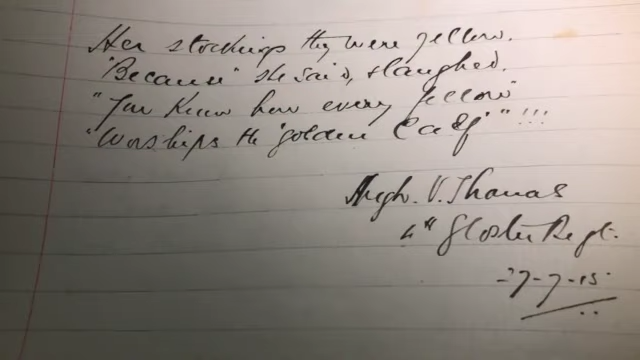 Her stockings they were yellow.
"Because" she said, & laughed.
"You know how every fellow"
"Worships the 'golden Calf'" !!!
Hugh. V. Thomas
4th Gloster Regt.
27-7-15